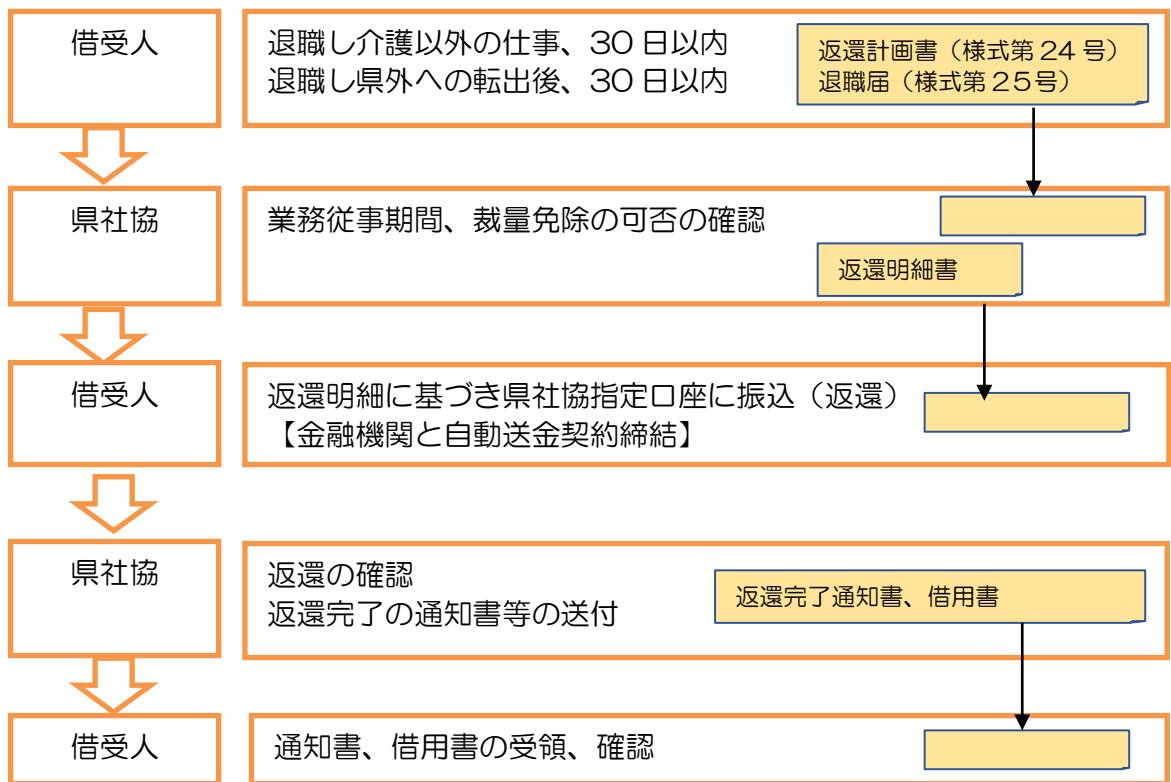 借受人
退職し介護以外の仕事、30日以内
退職し県外への転出後、30日以内
返還計画書（様式第24号）
退職届（様式第25号）
県社協
業務従事期間、裁量免除の可否の確認
返還明細書
借受人
返還明細に基づき県社協指定口座に振込（返還）
【金融機関と自動送金契約締結】
県社協
返還の確認
返還完了の通知書等の送付
返還完了通知書、借用書
借受人
通知書、借用書の受領、確認